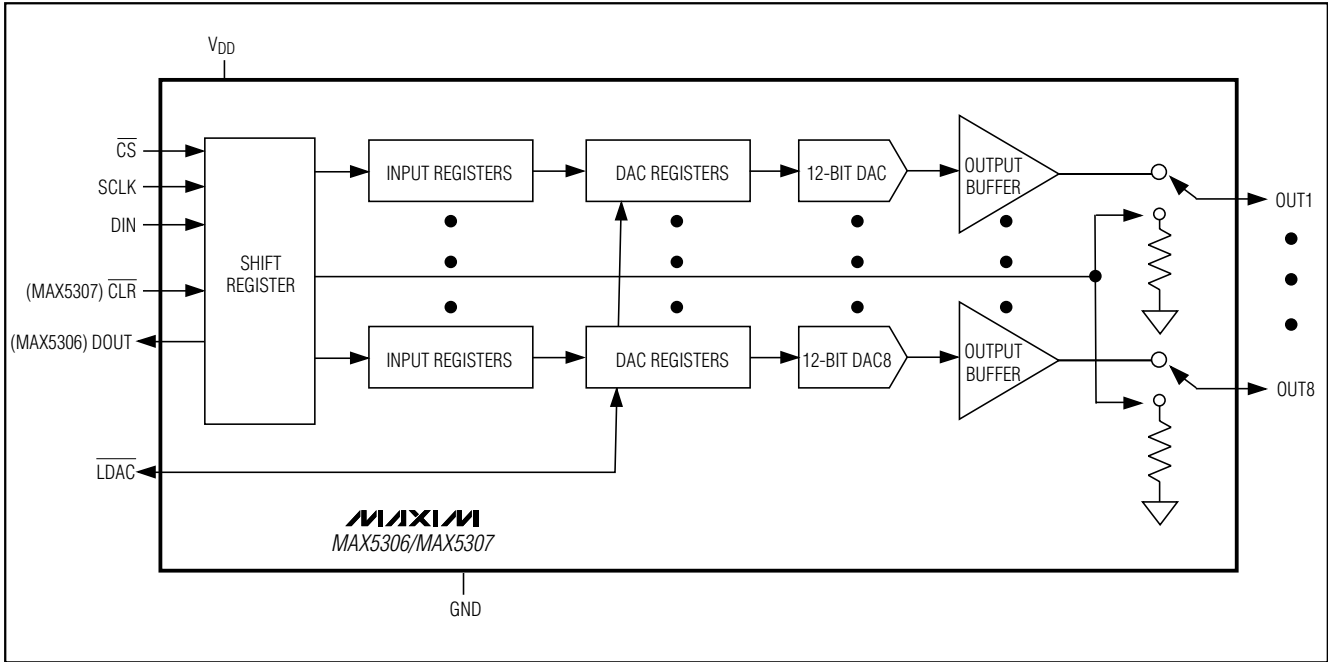 VDD
CS
SCLK
DIN
(MAX5307) CLR
(MAX5306) DOUT
LDAC
SHIFT
REGISTER
INPUT REGISTERS
DAC REGISTERS
12-BIT DAC
OUTPUT
BUFFER
OUT1
INPUT REGISTERS
DAC REGISTERS
12-BIT DAC8
OUTPUT
BUFFER
OUT8
MAXIM
MAX5306/MAX5307
GND